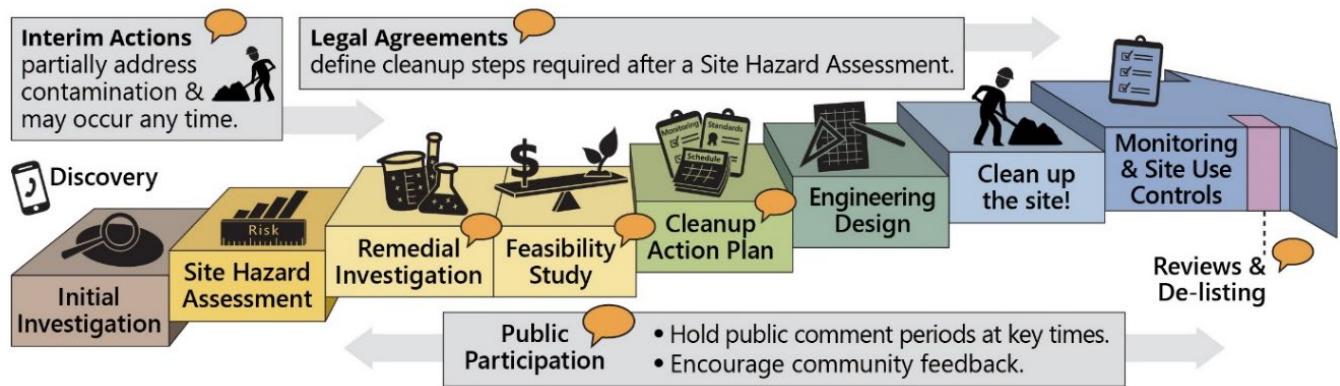 Interim Actions
partially address
contamination &
may occur any time.
Legal Agreements
define cleanup steps required after a Site Hazard Assessment.
Discovery
Initial
Investigation
Risk
Site Hazard
Assessment
Remedial
Investigation
$
Feasibility
Study
Monitoring
Standards
Schedule
Cleanup
Action Plan
Engineering
Design
Clean up
the site!
Monitoring
& Site Use
Controls
Reviews &
De-listing
Public
Participation
• Hold public comment periods at key times.
• Encourage community feedback.